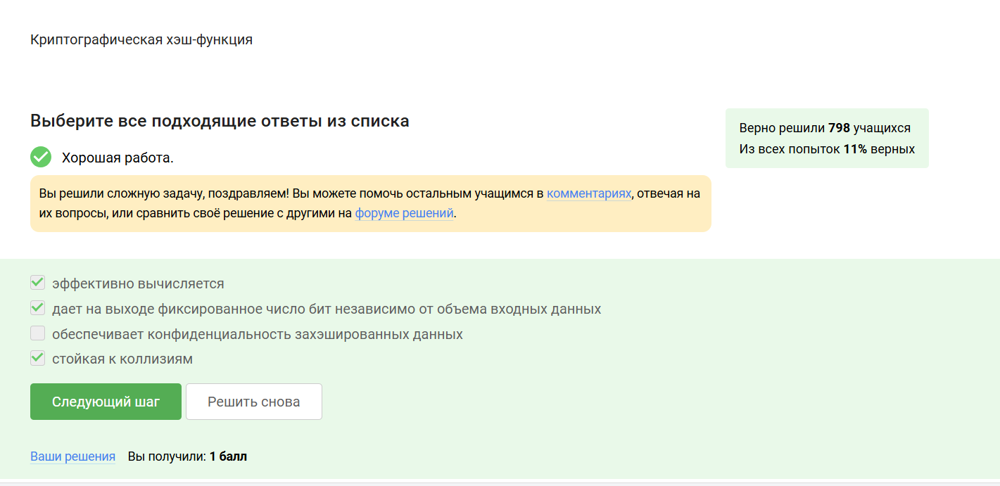 Криптографическая хэш-функция
Выберите все подходящие ответы из списка
Верно решили 798 учащихся
Из всех попыток 11% верных
Хорошая работа.
Вы решили сложную задачу, поздравляем! Вы можете помочь остальным учащимся в комментариях, отвечая на
их вопросы, или сравнить своё решение с другими на форуме решений.
эффективно вычисляется
дает на выходе фиксированное число бит независимо от объема входных данных
обеспечивает конфиденциальность захэшированных данных
стойкая к коллизиям
Следующий шаг
Решить снова
Ваши решения Вы получили: 1 балл